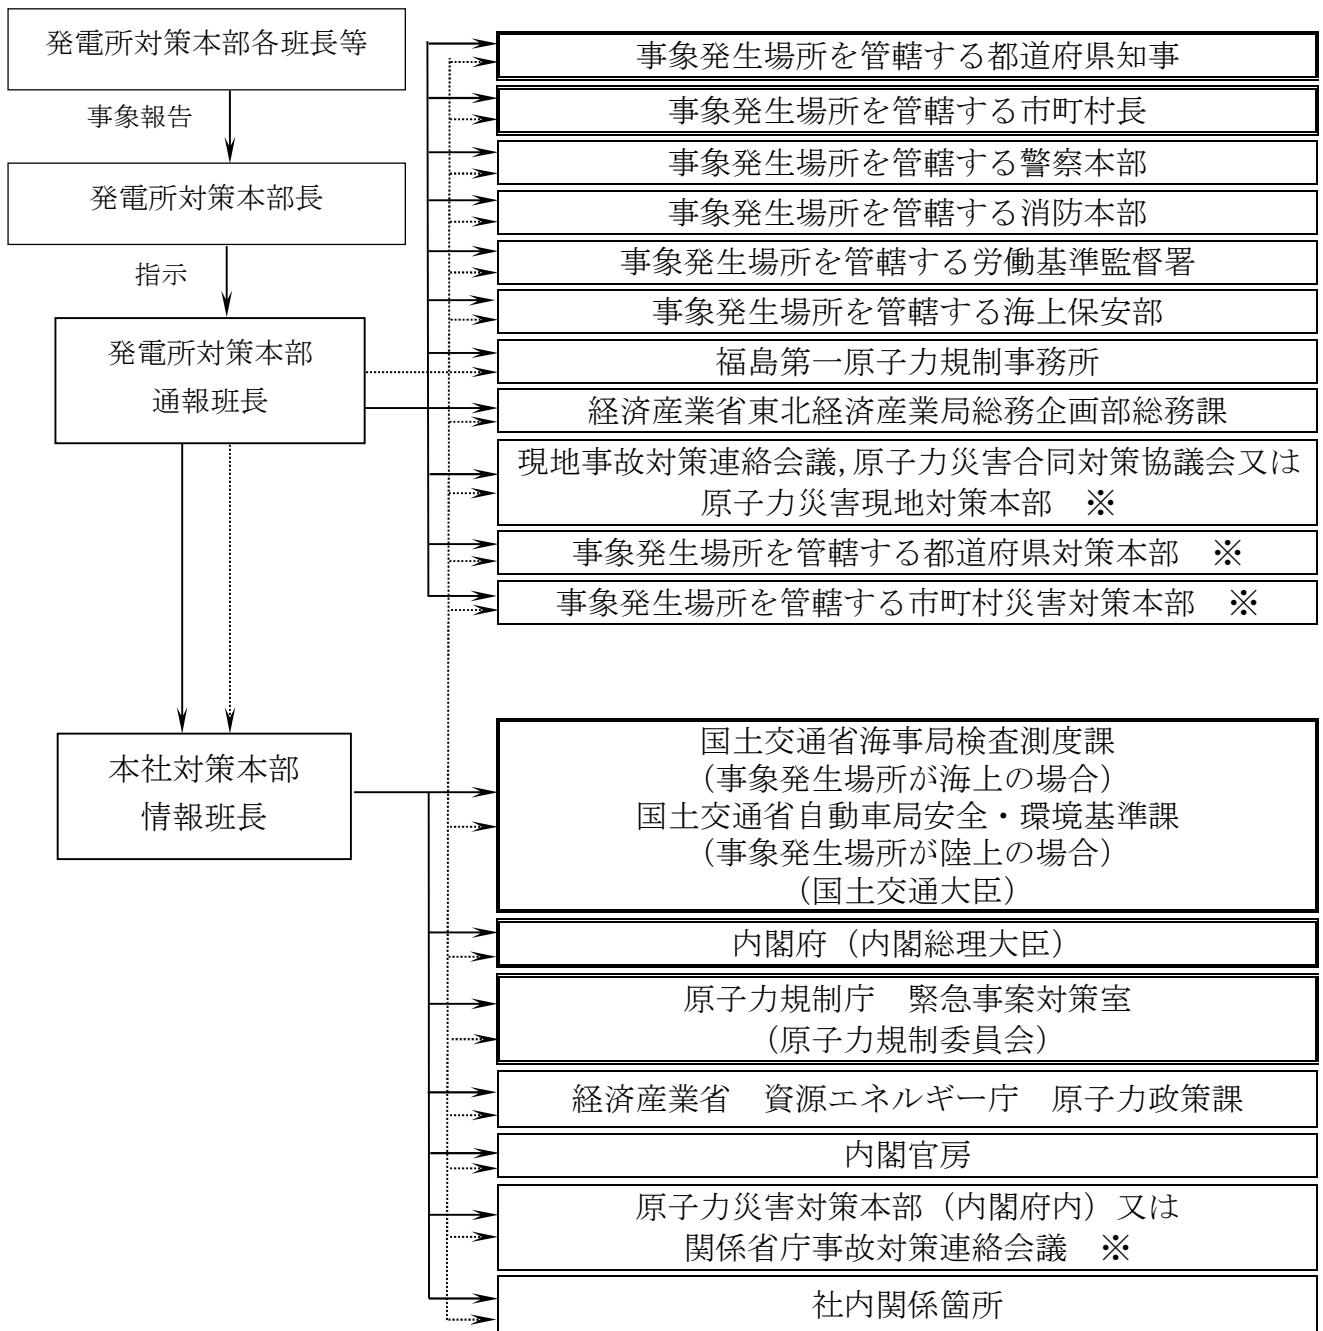 発電所対策本部各班長等
事象報告
発電所対策本部長
指示
発電所対策本部
通報班長
本社対策本部
情報班長
事象発生場所を管轄する都道府県知事
事象発生場所を管轄する市町村長
事象発生場所を管轄する警察本部
事象発生場所を管轄する消防本部
事象発生場所を管轄する労働基準監督署
事象発生場所を管轄する海上保安部
福島第一原子力規制事務所
経済産業省東北経済産業局総務企画部総務課
現地事故対策連絡会議,原子力災害合同対策協議会又は
原子力災害現地対策本部　※
事象発生場所を管轄する都道府県対策本部　※
事象発生場所を管轄する市町村災害対策本部　※
国土交通省海事局検査測度課
（事象発生場所が海上の場合）
国土交通省自動車局安全・環境基準課
（事象発生場所が陸上の場合）
（国土交通大臣）
内閣府（内閣総理大臣）
原子力規制庁　緊急事案対策室
（原子力規制委員会）
経済産業省　資源エネルギー庁　原子力政策課
内閣官房
原子力災害対策本部（内閣府内）又は
関係省庁事故対策連絡会議　※
社内関係箇所